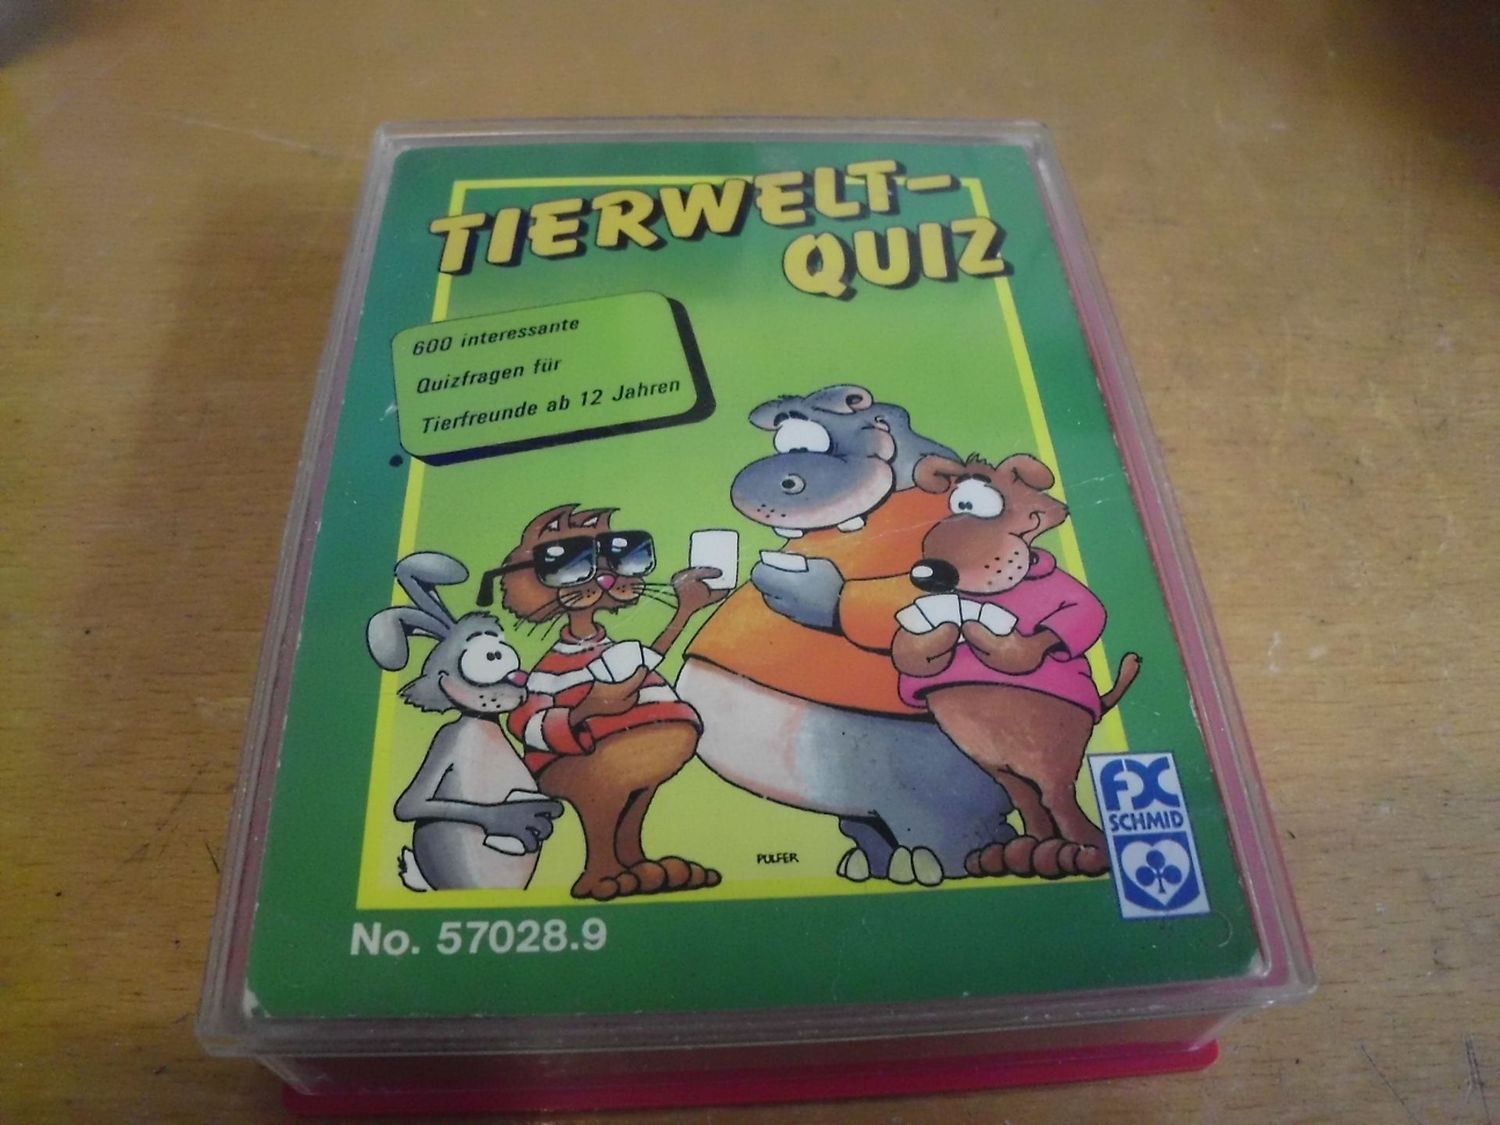 TIERWELT-
QUIZ
600 interessante
Quizfragen für
Tierfreunde ab 12 Jahren
PULFER
FX
SCHMID
No. 57028.9